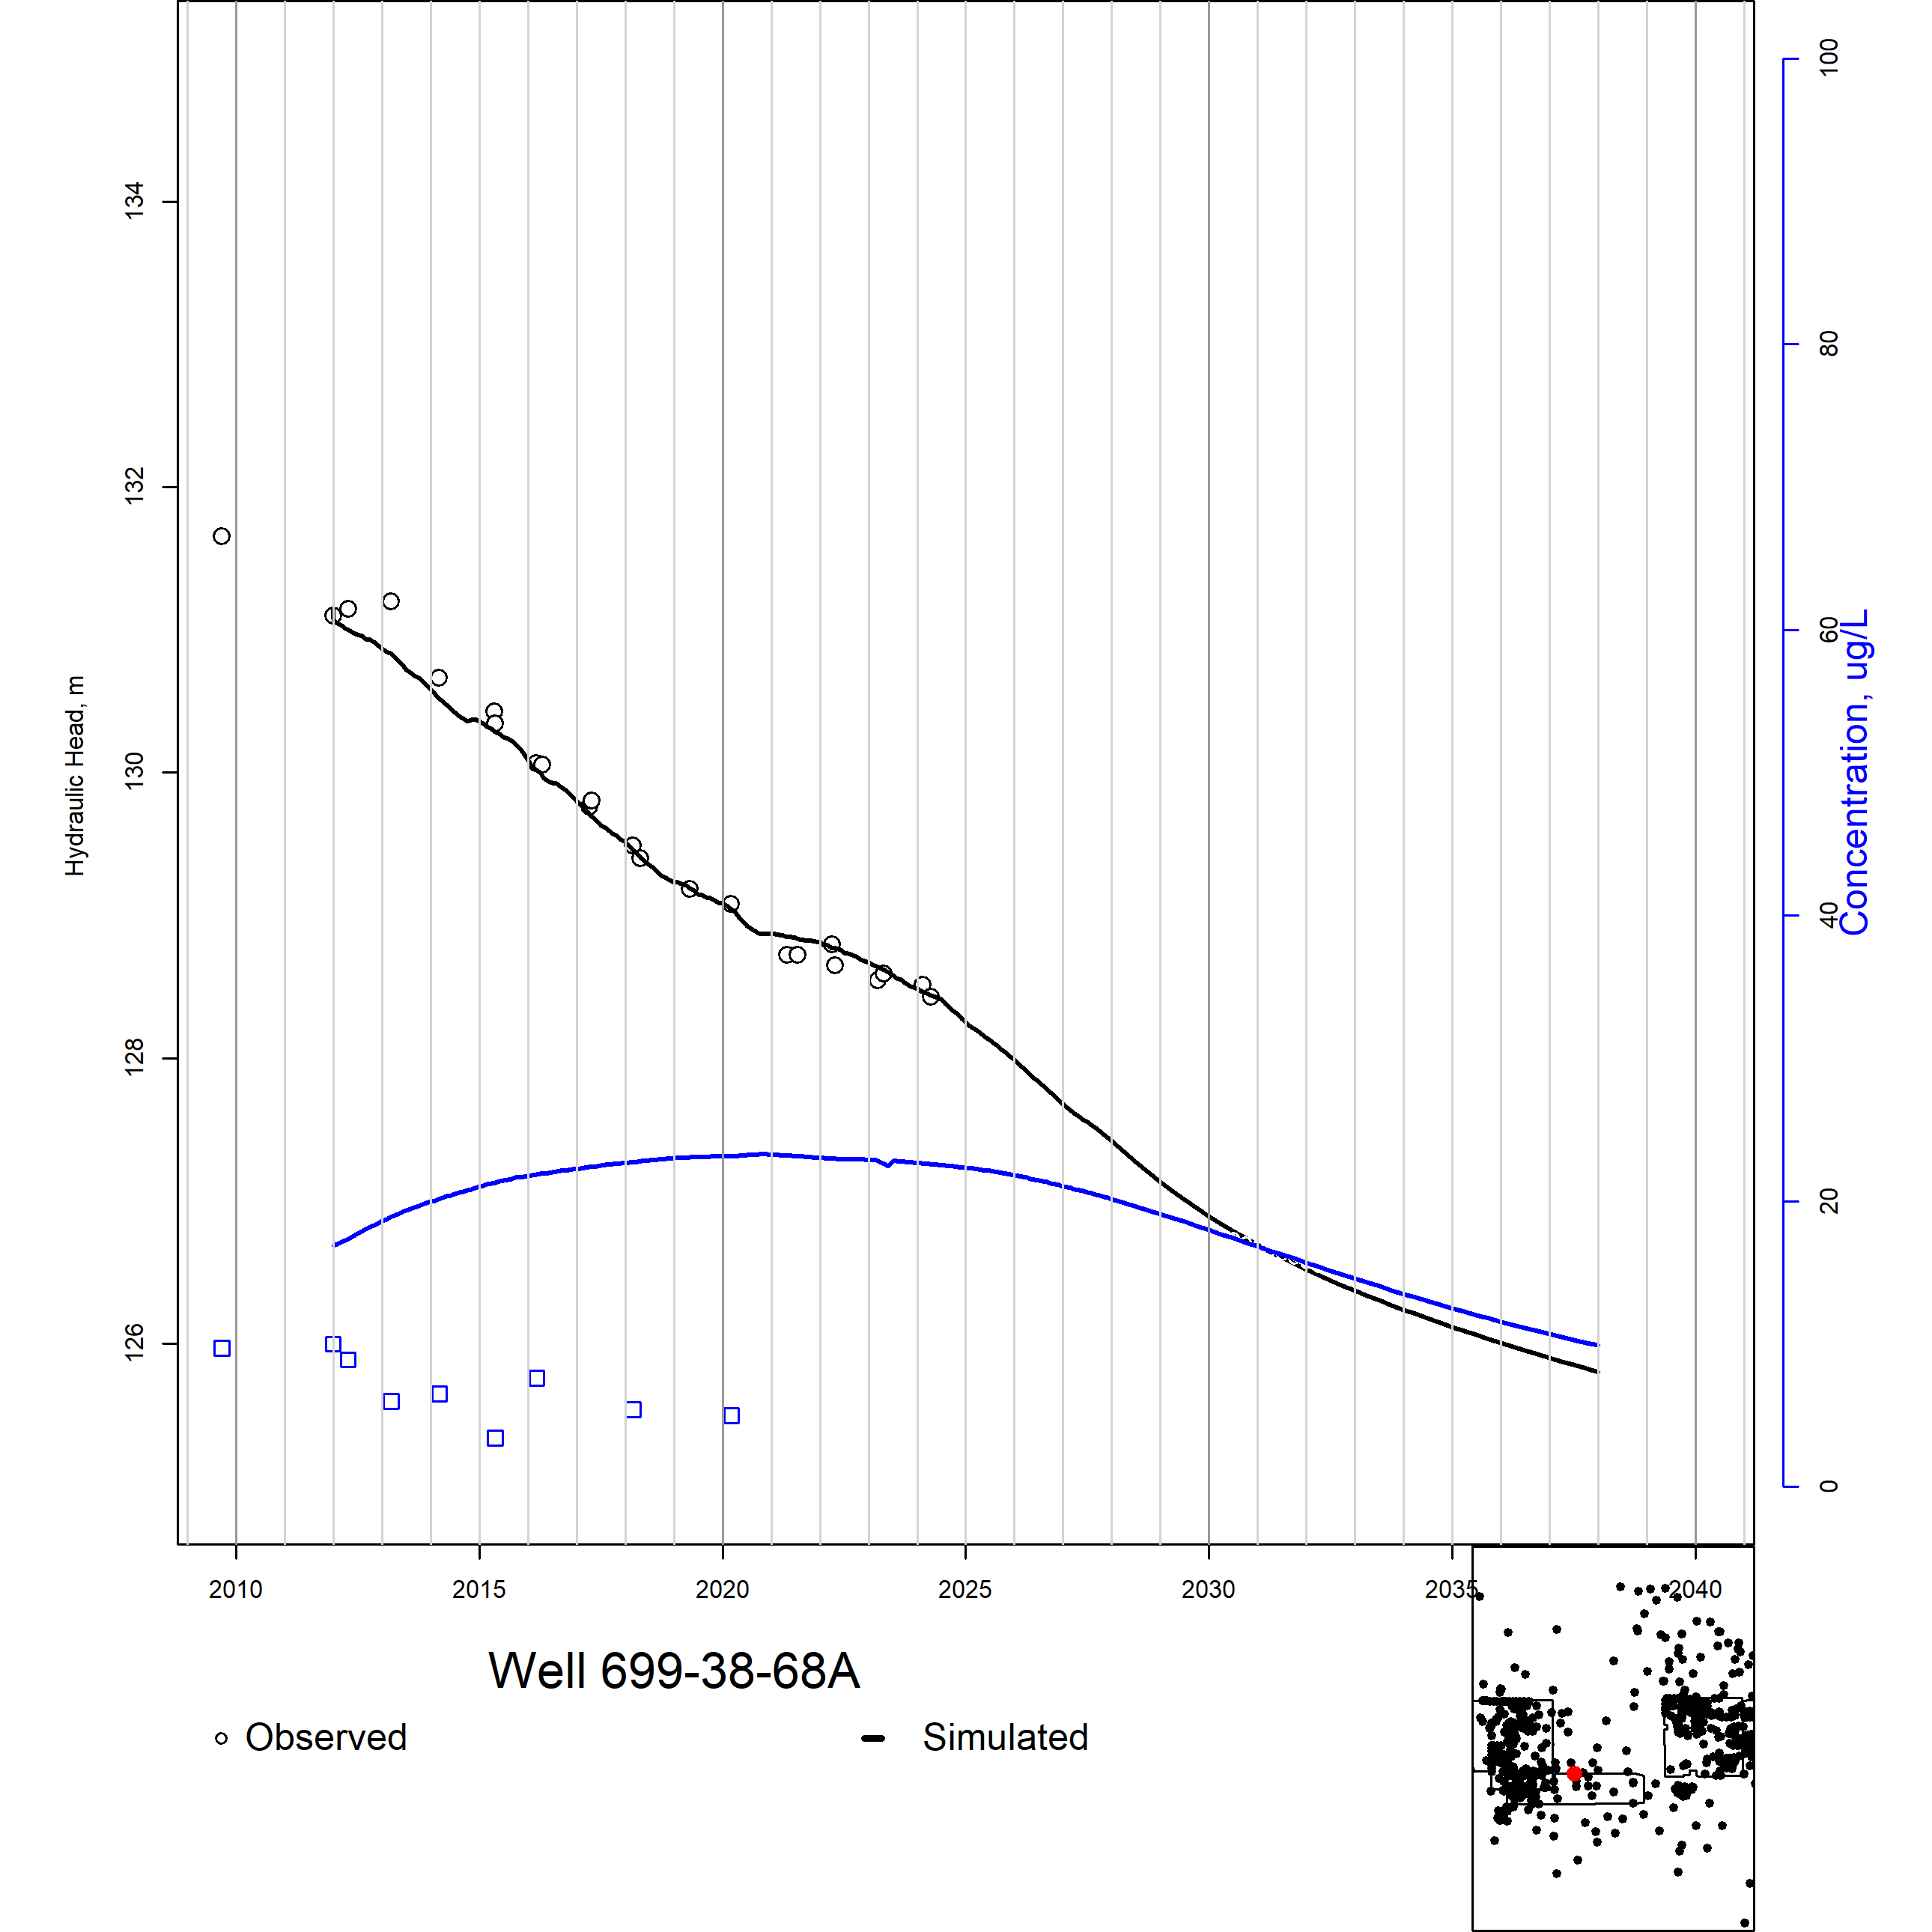 134
132
130
128
126
Hydraulic Head, m
100
80
60
40
20
0
Concentration, ug/L
2010 2015 2020 2025 2030 2035 2040
Well 699-38-68A
Observed Simulated